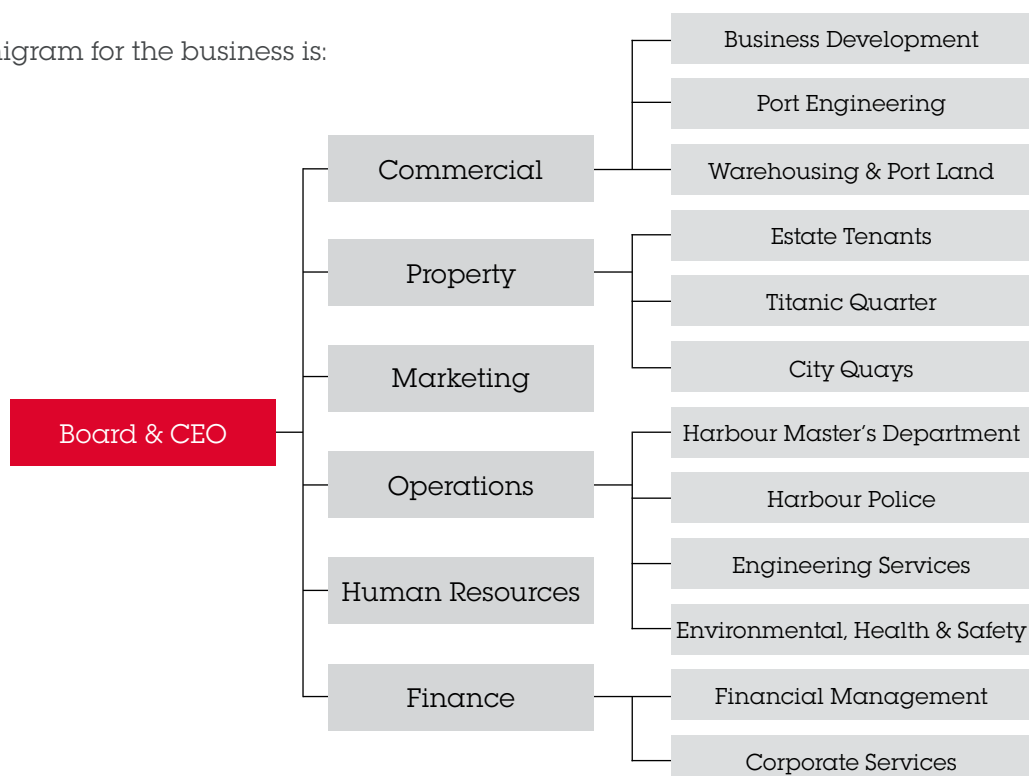 nigram for the business is:
Business Development
Port Engineering
Commercial
Warehousing & Port Land
Estate Tenants
Property
Titanic Quarter
Marketing
City Quays
Board & CEO
Harbour Master's Department
Operations
Harbour Police
Engineering Services
Human Resources
Environmental, Health & Safety
Finance
Financial Management
Corporate Services